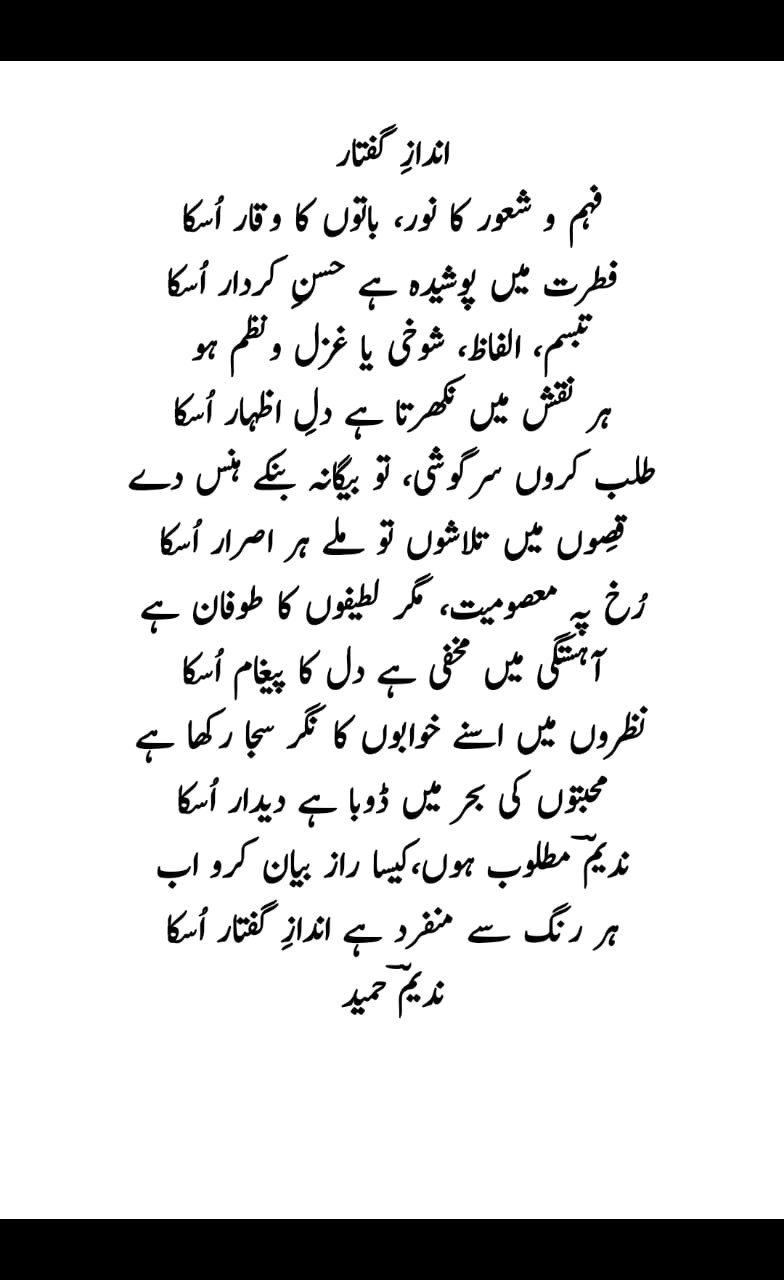 اندازِ گفتار
فہم و شعور کا نور، باتوں کا وقار اُسکا
فطرت میں پوشیدہ ہے حسنِ کردار اُسکا
تبسم، الفاظ، شوخی یا غزل و نظم ہو
ہر نقش میں نکھرتا ہے دلِ اظہار اُسکا
طلب کروں سرگوشی، تو بیگانہ بنکے ہنس دے
قصِوں میں تلاشوں تو ملے ہر اصرار اُسکا
رُخ پہ معصومیت، مگر لطیفوں کا طوفان ہے
آہستگی میں مخفی ہے دل کا پیغام اُسکا
نظروں میں اسنے خوابوں کا نگر سجا رکھا ہے
محبتوں کی بحر میں ڈوبا ہے دیدار اُسکا
ندیمؔ مطلوب ہوں،کیسا راز بیان کرو اب
ہر رنگ سے منفرد ہے اندازِ گفتار اُسکا
ندیمؔ حمید